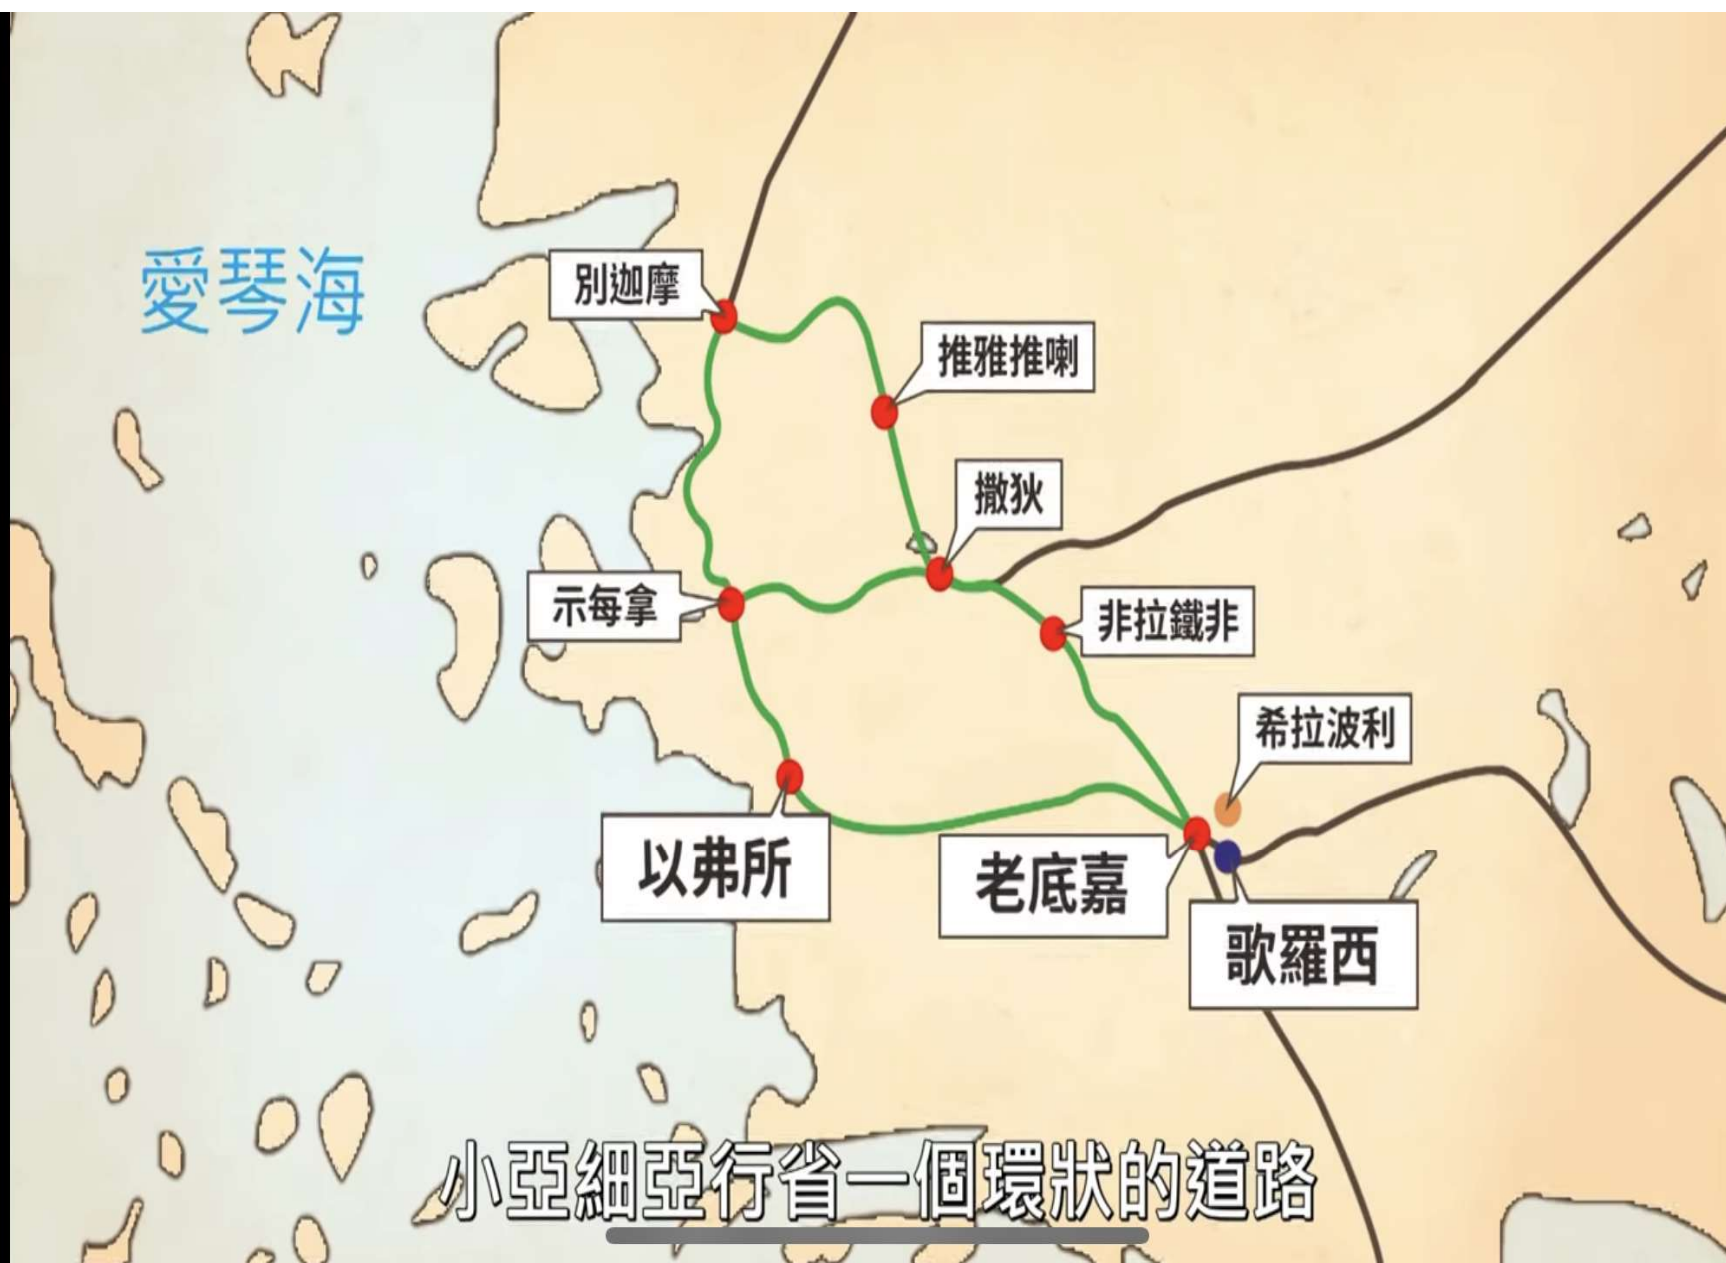 愛琴海
別迦摩
推雅推喇
撒狄
示每拿
非拉鐵非
希拉波利
以弗所
老底嘉
歌羅西
小亞細亞行省一個環狀的道路